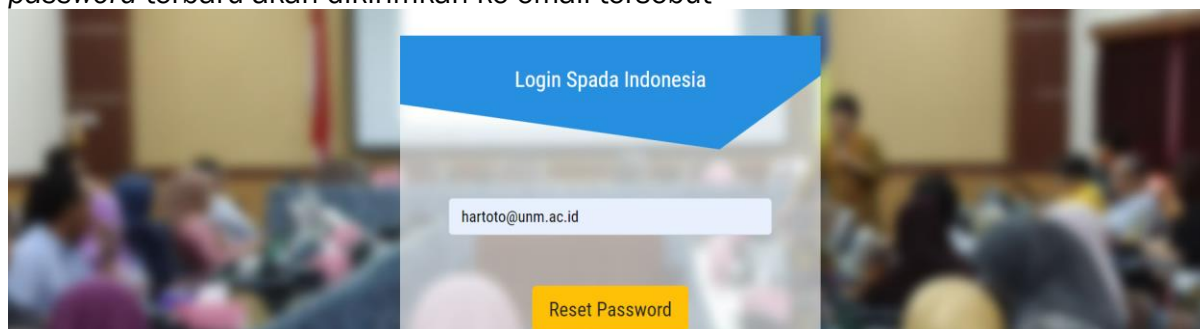 password terbaru akan dikirimkan ke email tersebut
Login Spada Indonesia
hartoto@unm.ac.id
Reset Password